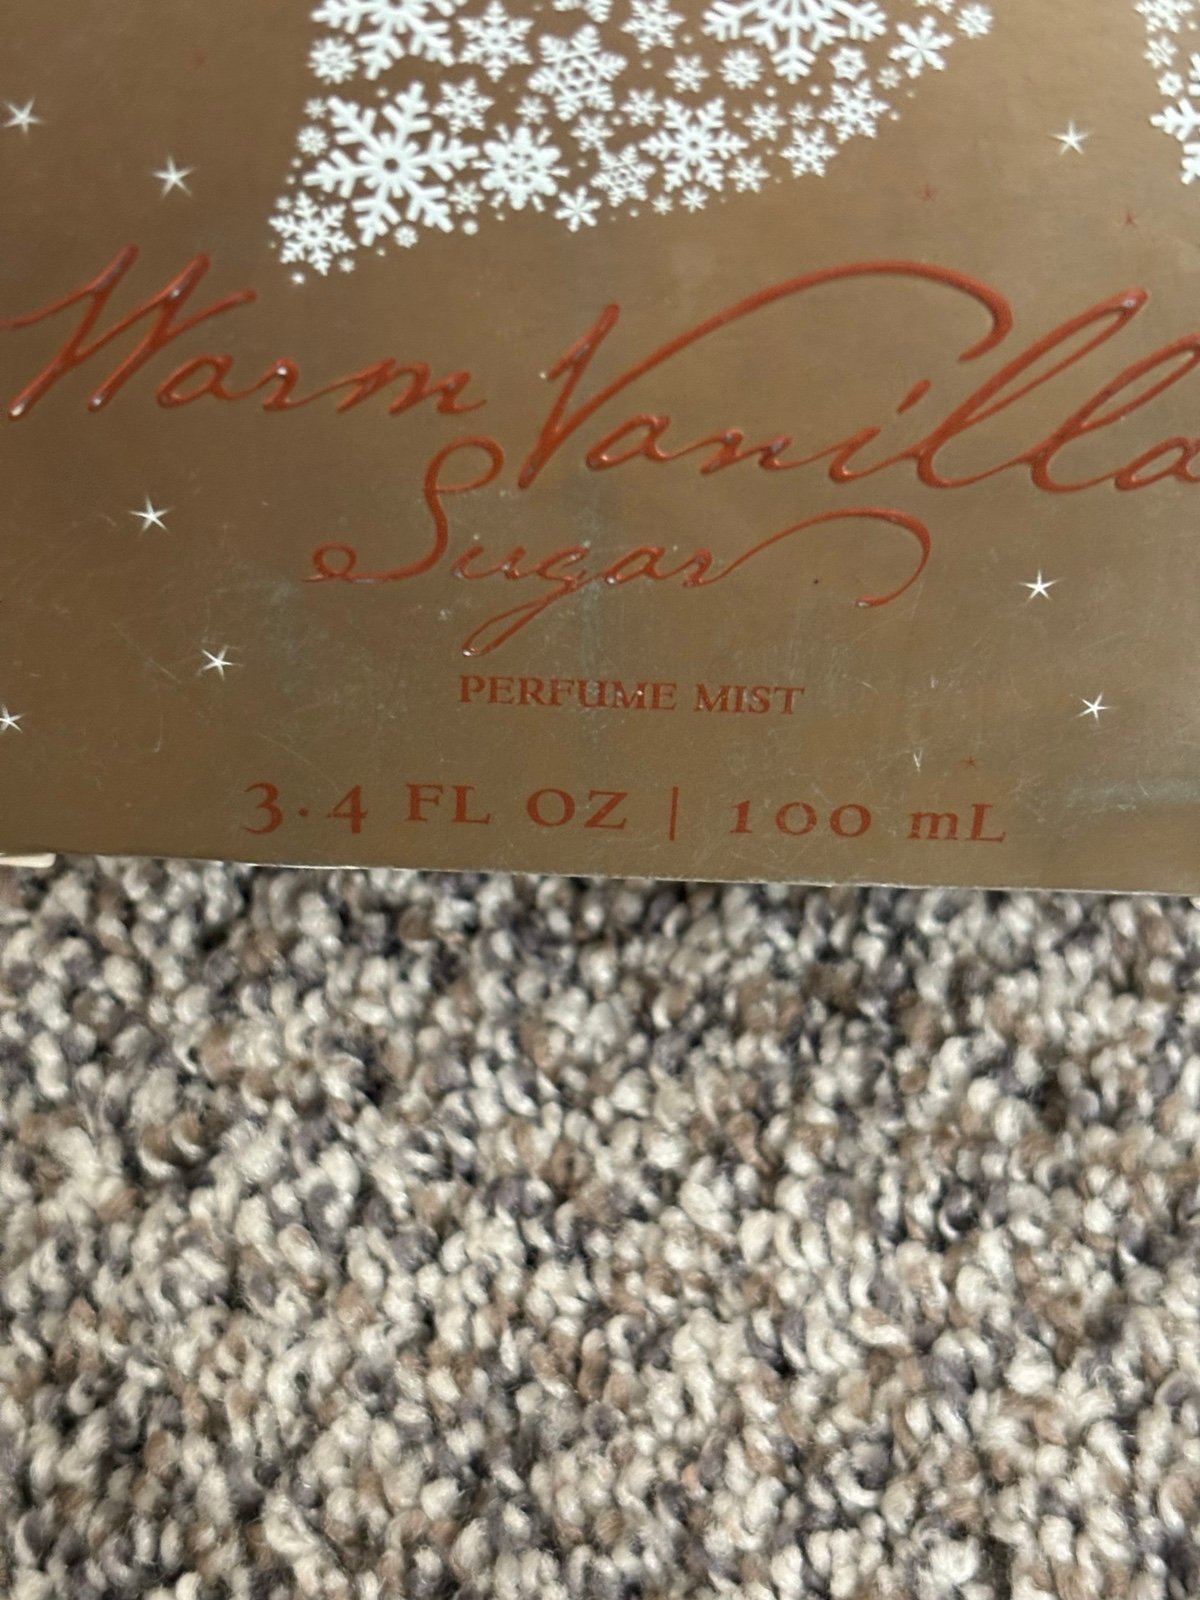 Warm Vanilla
Sugar
PERFUME MIST
3.4 FL OZ | 100 mL